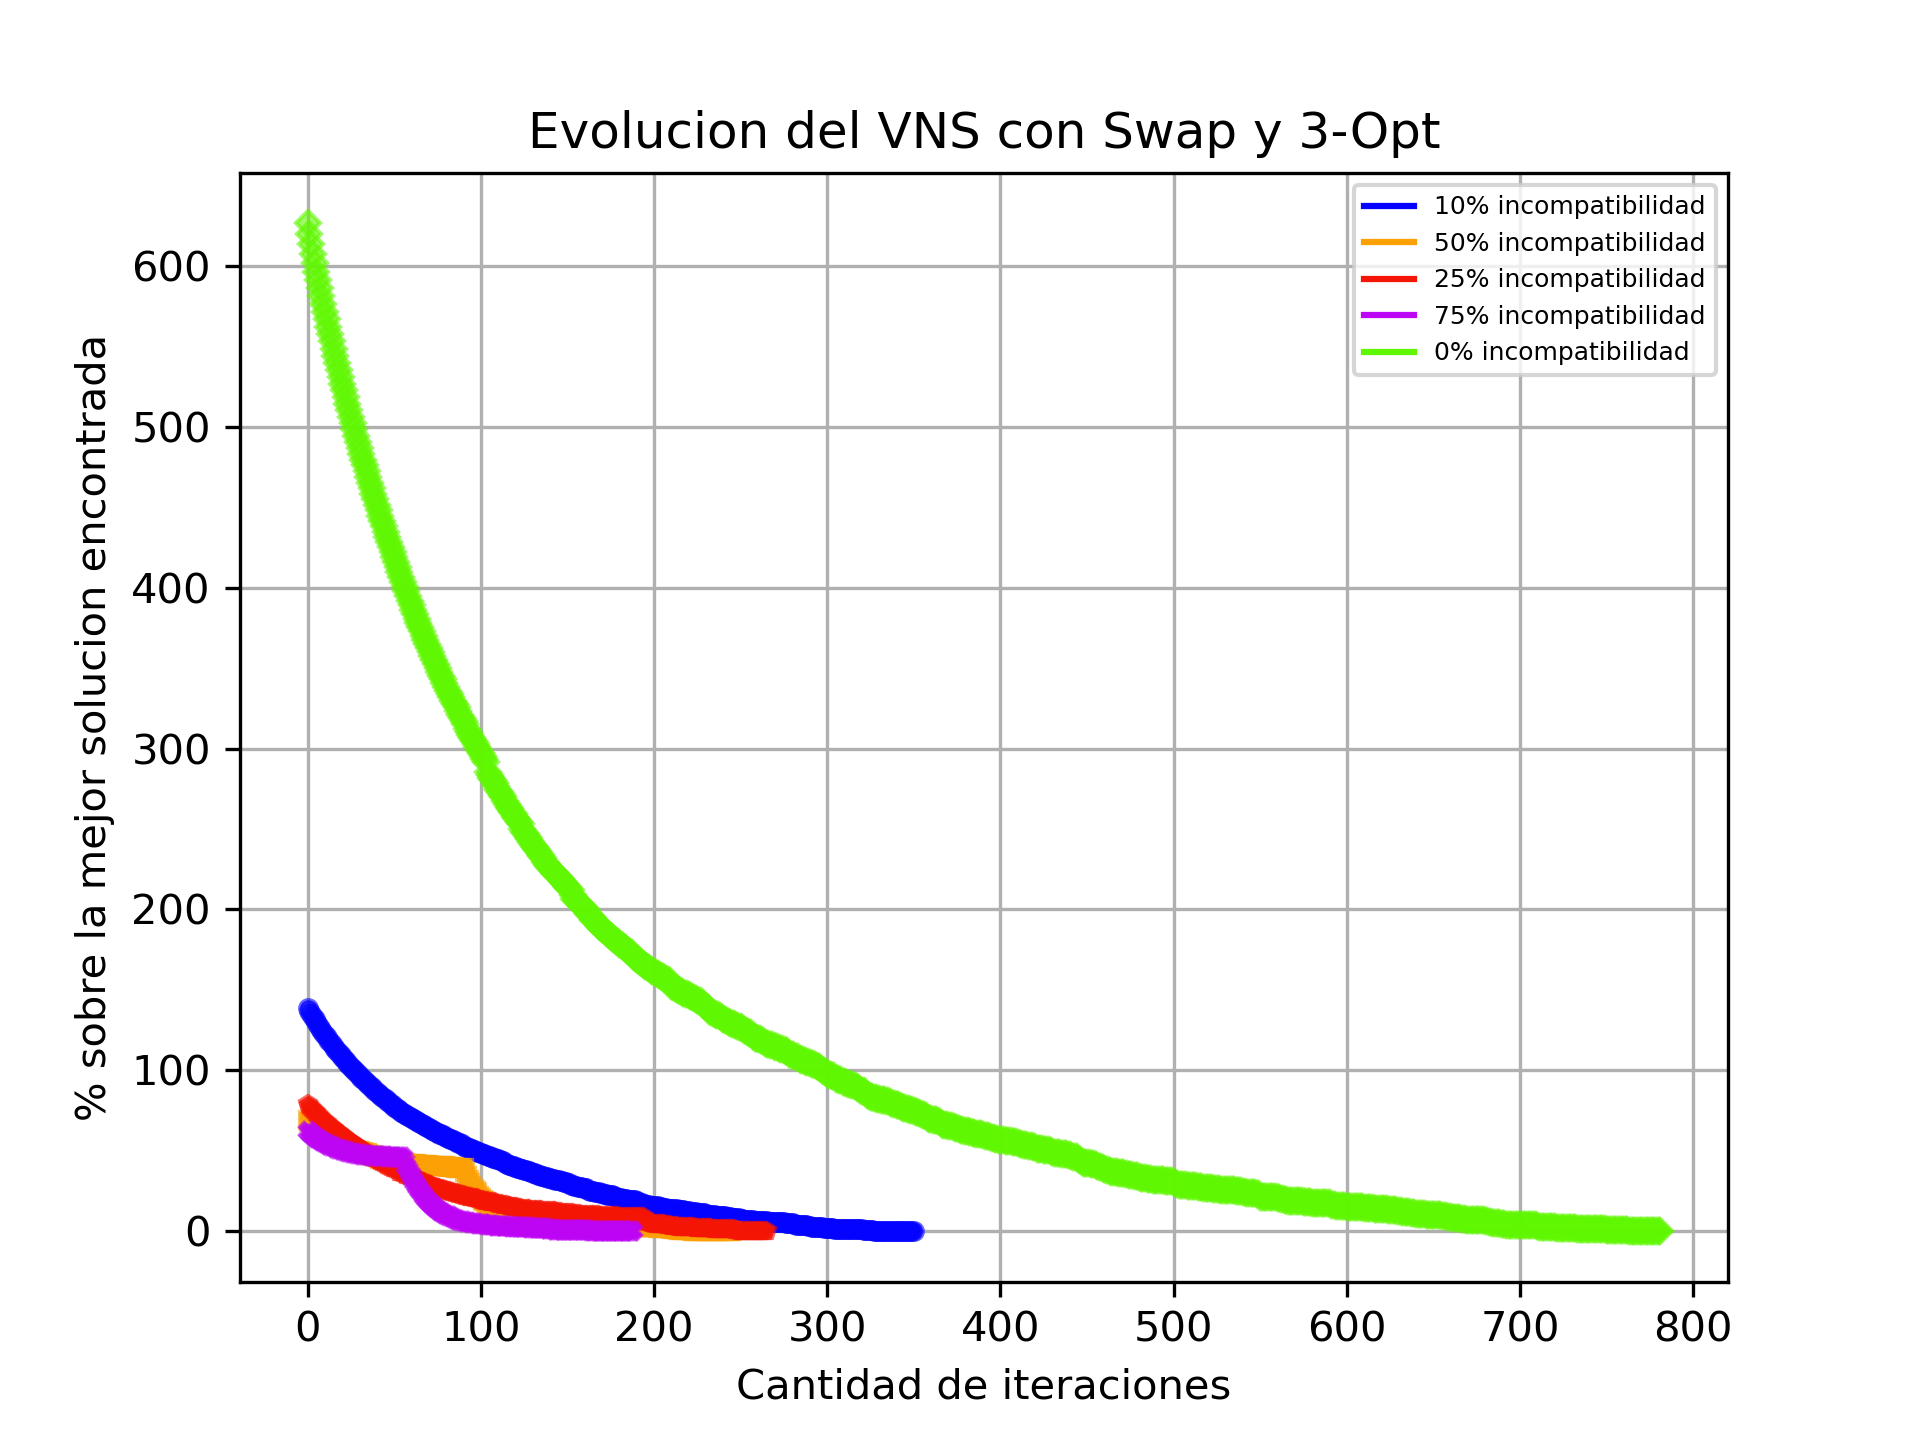 Evolucion del VNS con Swap y 3-Opt
10% incompatibilidad
50% incompatibilidad
25% incompatibilidad
75% incompatibilidad
0% incompatibilidad
% sobre la mejor solucion encontrada
600
500
400
300
200
100
0
0 100 200 300 400 500 600 700 800
Cantidad de iteraciones